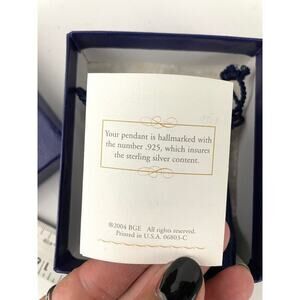 Your pendant is hallmarked with
the number .925, which insures
the sterling silver content.
®2004 BGE All rights reserved.
Printed in U.S.A. 06803-C